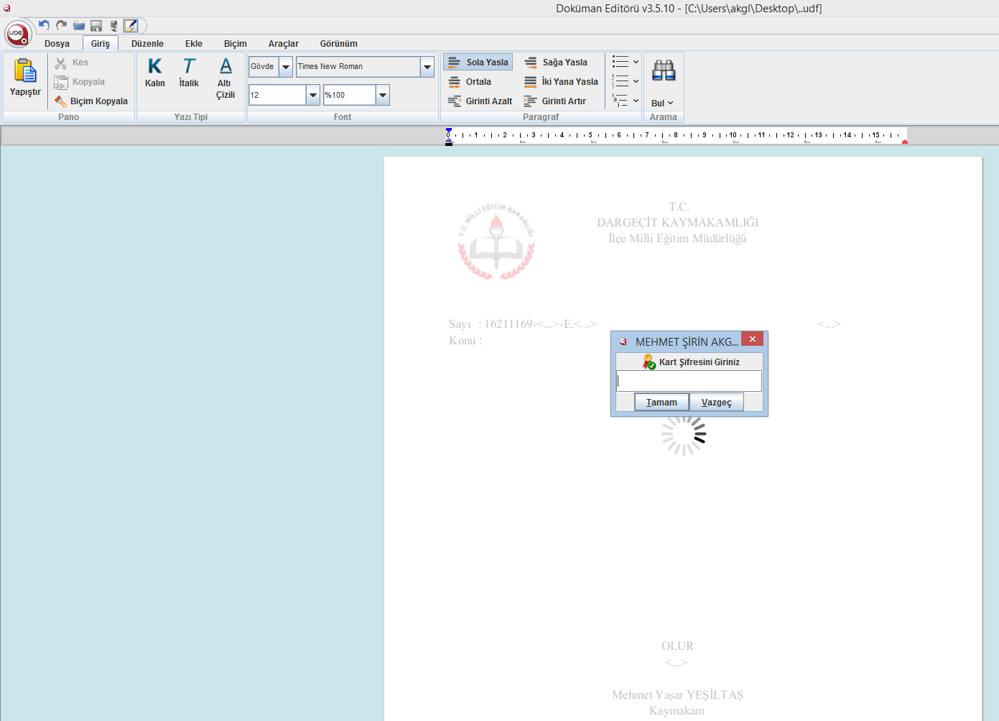 Doküman Editörü v3.5.10 - [C:\Users\akgl\Desktop\..udf]
UDE
Dosya Giriş Düzenle Ekle Biçim Araçlar Görünüm
Yapıştır
Kes
Kopyala
Biçim Kopyala
Pano
K
Kalın
T
İtalik
A
Altı
Çizili
Yazı Tipi
Gövde
Times New Roman
12
%100
Font
Sola Yasla
Sağa Yasla
Ortala
İki Yana Yasla
Girinti Azalt
Girinti Artır
Paragraf
Bul
Arama
0 1 2 3 4 5 6 7 8 9 10 11 12 13 14 15
T.C. MİLLİ EĞİTİM BAKANLIĞI
T.C.
DARGEÇİT KAYMAKAMLIĞI
İlçe Milli Eğitim Müdürlüğü
Sayı : 16211169-<...>-E.<...> <...>
Konu :
MEHMET ŞİRİN AKG...
Kart Şifresini Giriniz
Tamam Vazgeç
OLUR
<...>
Mehmet Yaşar YEŞİLTAŞ
Kaymakam